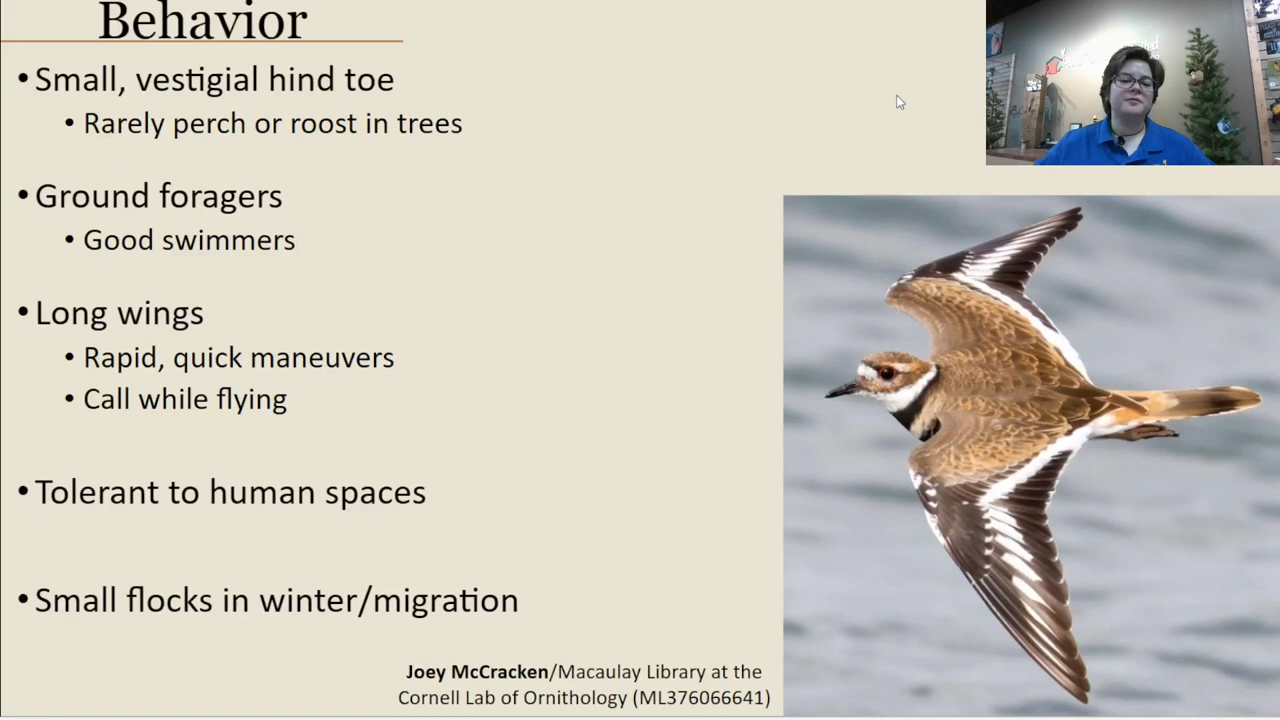 Behavior
• Small, vestigial hind toe
• Rarely perch or roost in trees
• Ground foragers
• Good swimmers
• Long wings
• Rapid, quick maneuvers
• Call while flying
• Tolerant to human spaces
• Small flocks in winter/migration
Joey McCracken/Macaulay Library at the
Cornell Lab of Ornithology (ML376066641)